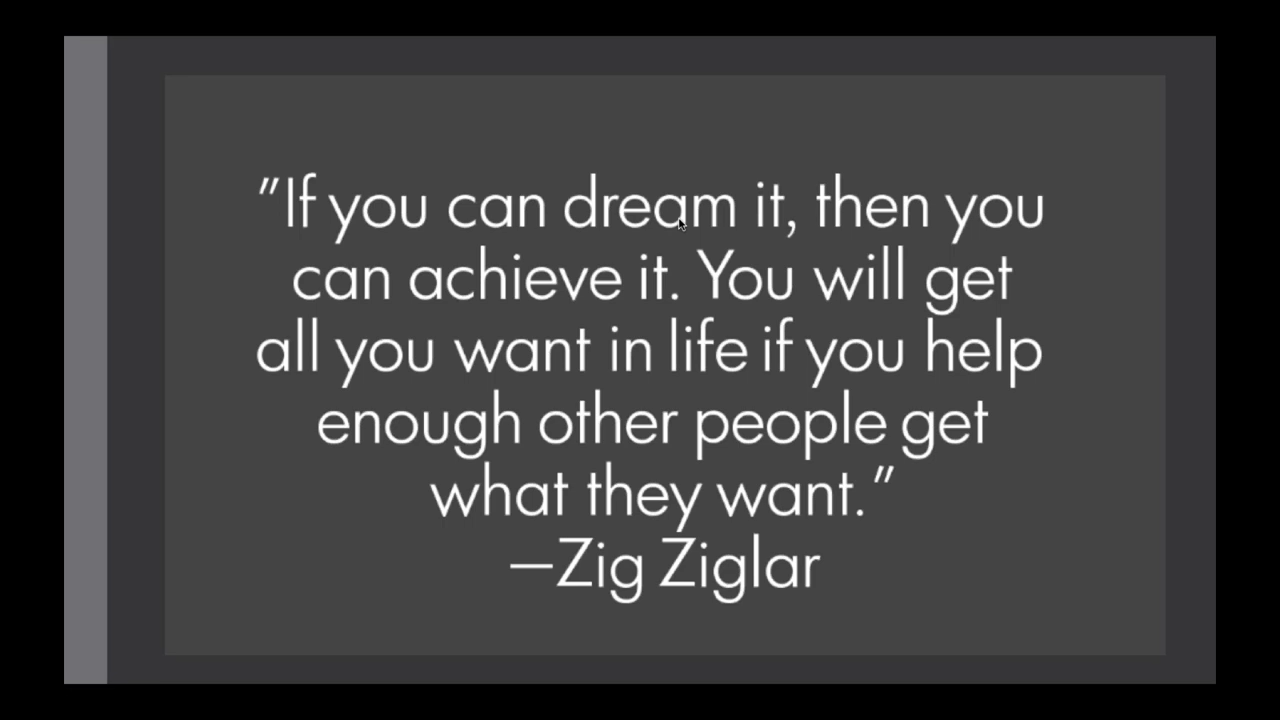 "If you can dream it, then you
can achieve it. You will get
all you want in life if you help
enough other people get
what they want."
—Zig Ziglar